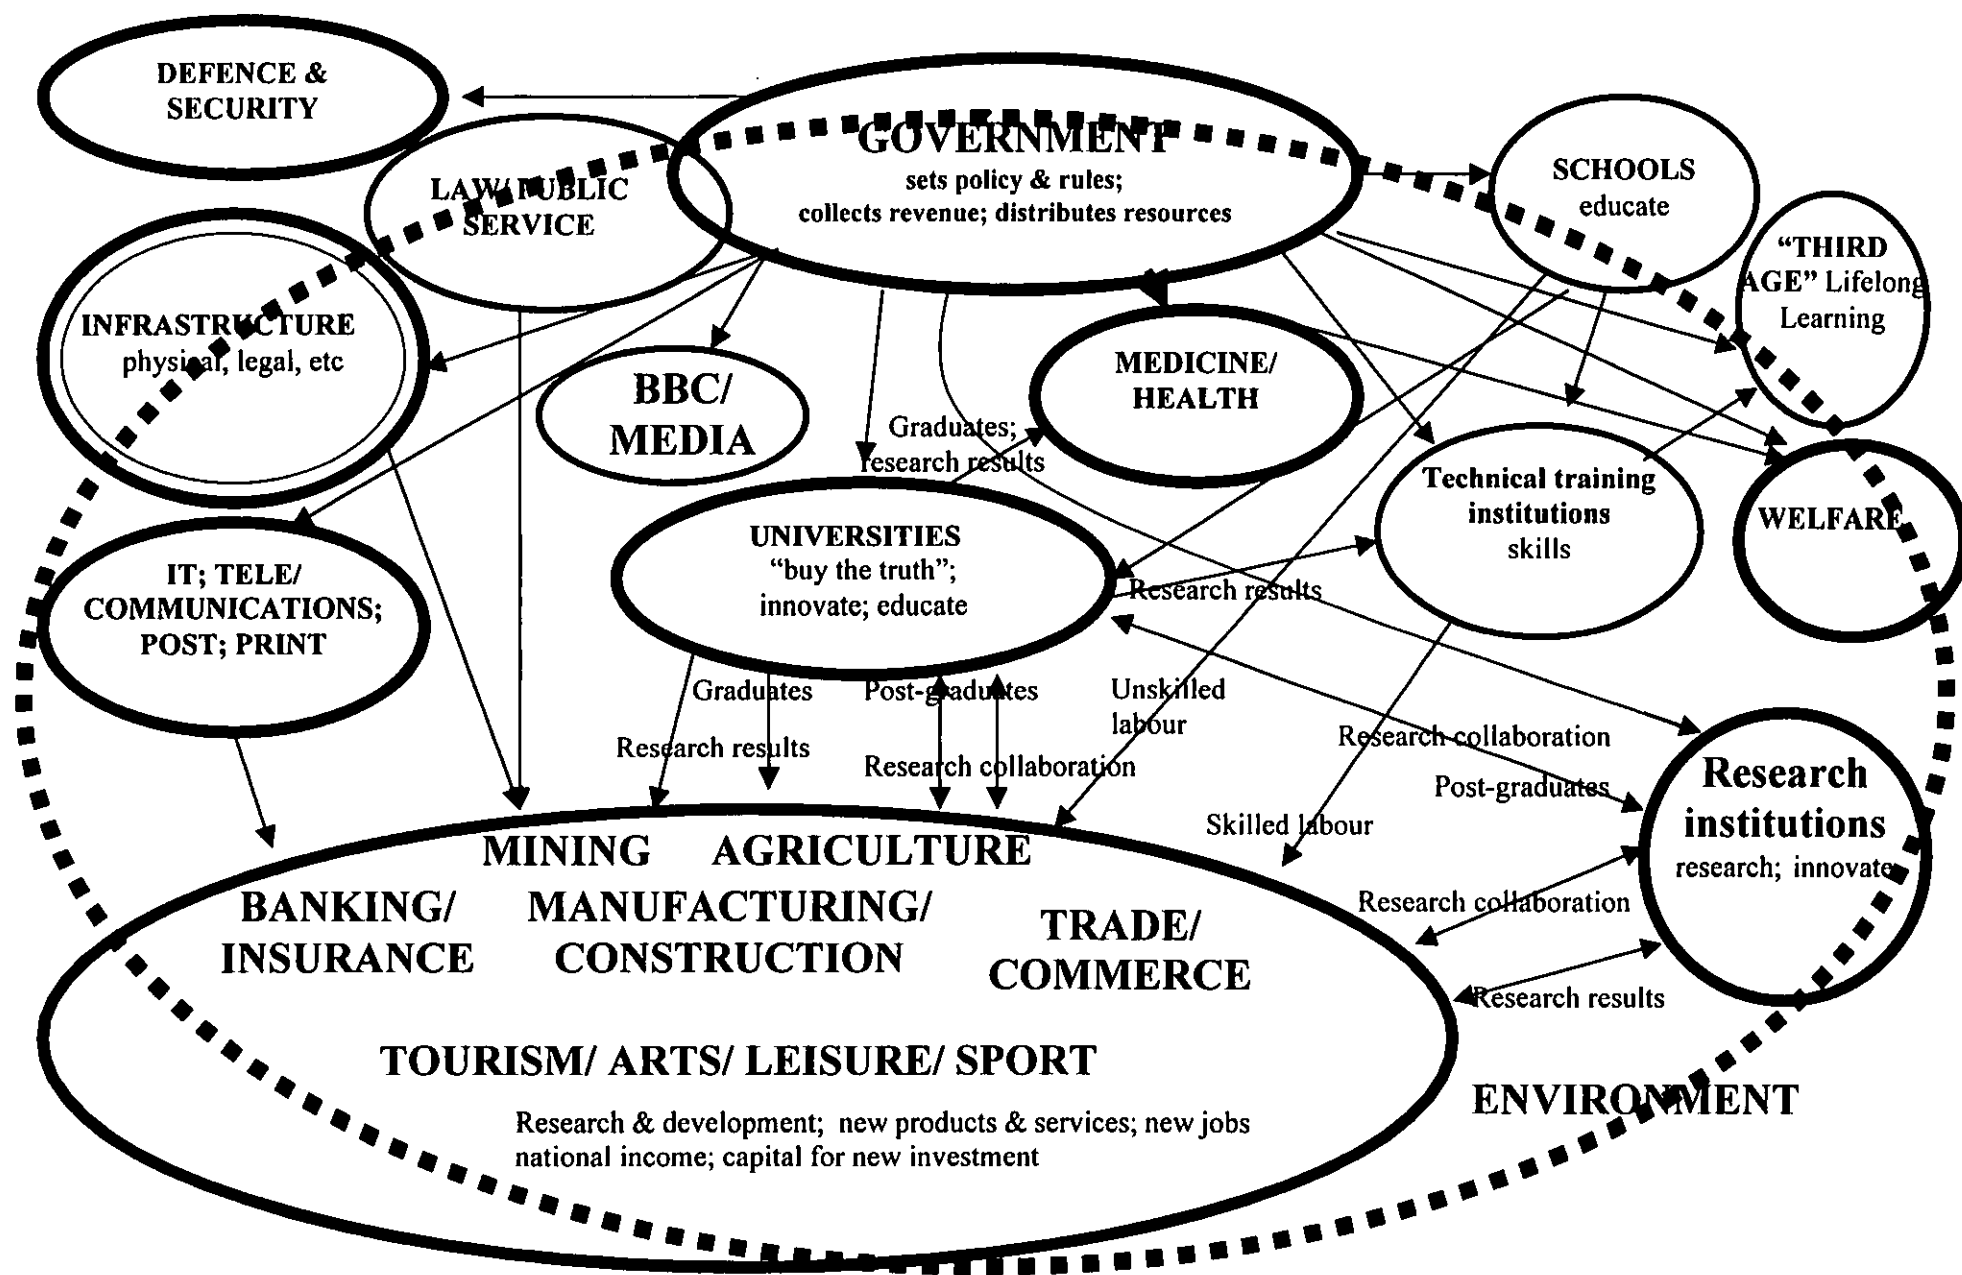 DEFENCE &
SECURITY
GOVERNMENT
sets policy & rules;
collects revenue; distributes resources
LAW/ PUBLIC
SERVICE
SCHOOLS
educate
“THIRD
AGE” Lifelong
Learning
INFRASTRUCTURE
physical, legal, etc
BBC/
MEDIA
MEDICINE/
HEALTH
Graduates;
research results
Technical training
institutions
skills
WELFARE
UNIVERSITIES
“buy the truth”;
innovate; educate
IT; TELE/
COMMUNICATIONS;
POST; PRINT
Research results
Graduates
Post-graduates
Unskilled
labour
Research results
Research collaboration
Research collaboration
Post-graduates
Skilled labour
Research
institutions
research; innovate
Research collaboration
Research results
MINING AGRICULTURE
BANKING/
INSURANCE
MANUFACTURING/
CONSTRUCTION
TRADE/
COMMERCE
TOURISM/ ARTS/ LEISURE/ SPORT
Research & development; new products & services; new jobs
national income; capital for new investment
ENVIRONMENT